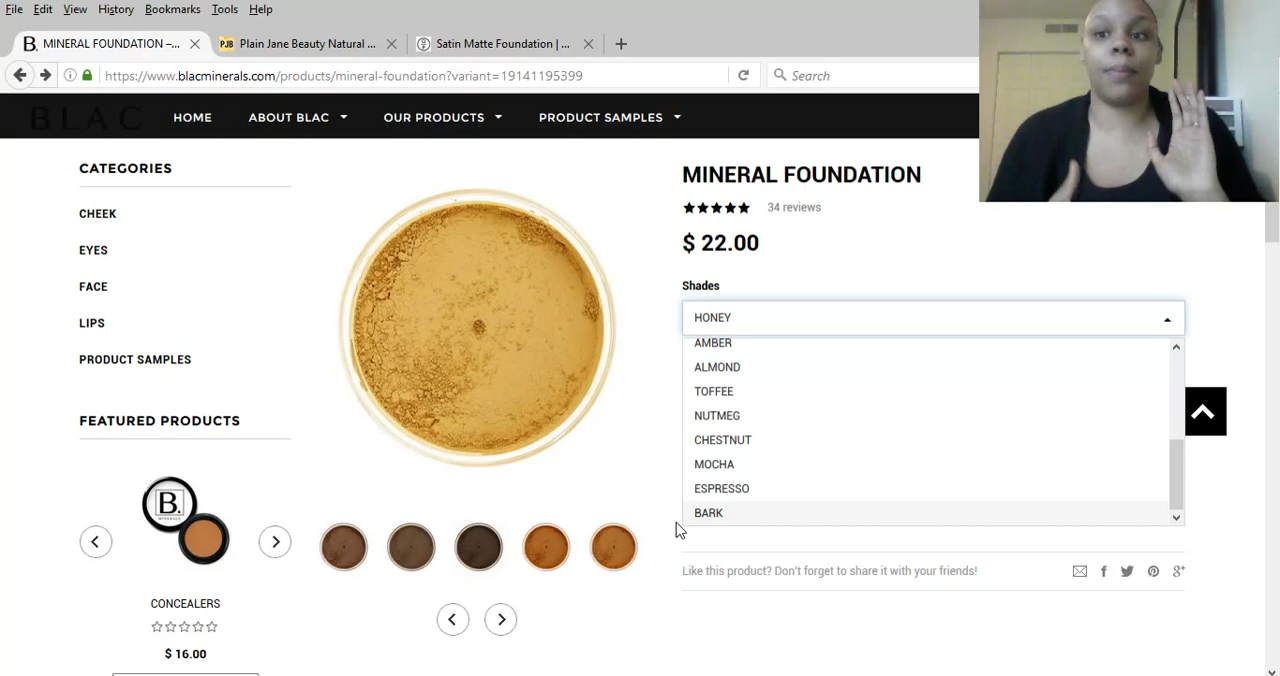 File Edit View History Bookmarks Tools Help
B. MINERAL FOUNDATION –...
PJB Plain Jane Beauty Natural ...
Satin Matte Foundation | ...
https://www.blacminerals.com/products/mineral-foundation?variant=19141195399
Search
BLAC
HOME
ABOUT BLAC
OUR PRODUCTS
PRODUCT SAMPLES
CATEGORIES
CHEEK
EYES
FACE
LIPS
PRODUCT SAMPLES
FEATURED PRODUCTS
B.
CONCEALERS
$ 16.00
MINERAL FOUNDATION
34 reviews
$ 22.00
Shades
HONEY
AMBER
ALMOND
TOFFEE
NUTMEG
CHESTNUT
MOCHA
ESPRESSO
BARK
Like this product? Don't forget to share it with your friends!